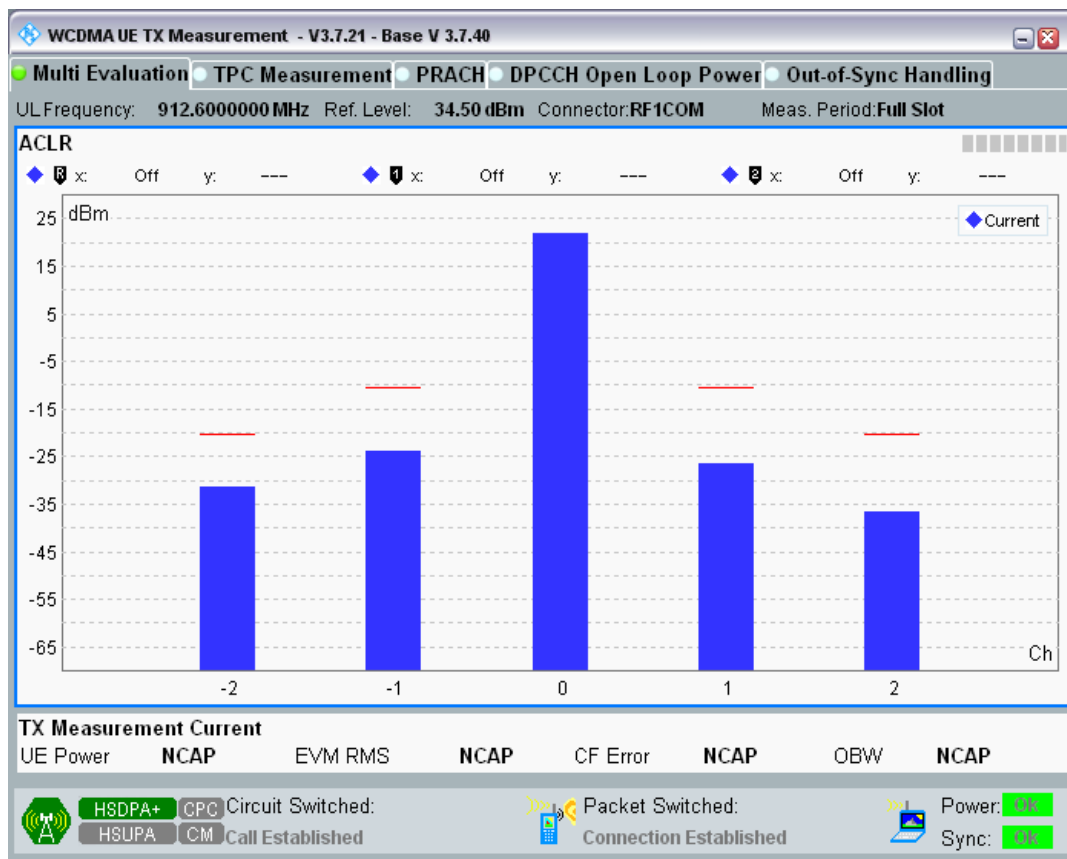 WCDMA UE TX Measurement - V3.7.21 - Base V 3.7.40
Multi Evaluation TPC Measurement PRACH DPCCH Open Loop Power Out-of-Sync Handling
UL Frequency: 912.6000000 MHz Ref. Level: 34.50 dBm Connector:RF1COM Meas. Period:Full Slot
ACLR
R x: Off y: --- 1 x: Off y: --- 2 x: Off y: ---
25 dBm
Current
15
5
-5
-15
-25
-35
-45
-55
-65
Ch
-2 -1 0 1 2
TX Measurement Current
UE Power NCAP EVM RMS NCAP CF Error NCAP OBW NCAP
HSDPA+ CPC Circuit Switched: Packet Switched: Power: Ok
HSUPA CM Call Established Connection Established Sync: Ok